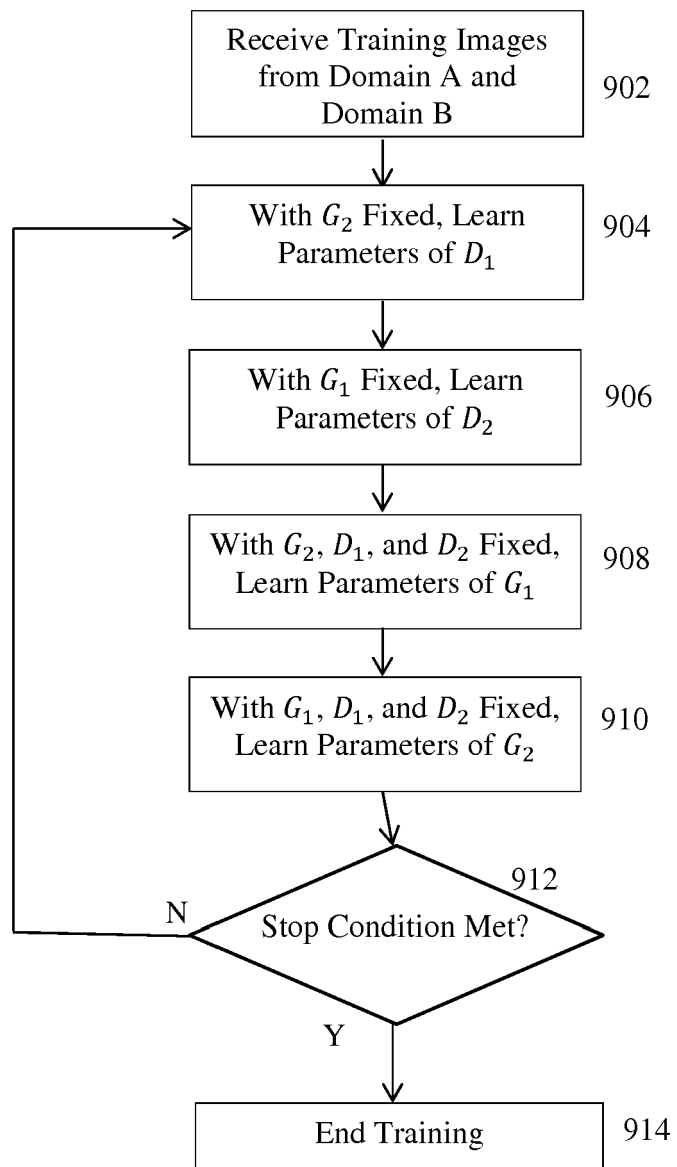 Receive Training Images
from Domain A and
Domain B
902
With G₂ Fixed, Learn
Parameters of D₁
904
With G₁ Fixed, Learn
Parameters of D₂
906
With G₂, D₁, and D₂ Fixed,
Learn Parameters of G₁
908
With G₁, D₁, and D₂ Fixed,
Learn Parameters of G₂
910
912
N
Stop Condition Met?
Y
End Training
914